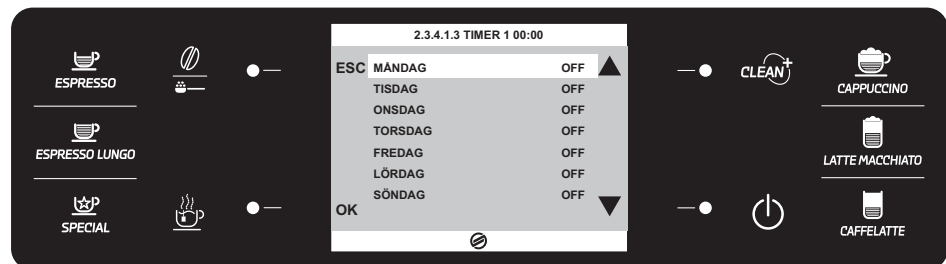 2.3.4.1.3 TIMER 1 00:00
ESPRESSO
ESC MÅNDAG OFF
CLEAN+
CAPPUCCINO
TISDAG OFF
ONSDAG OFF
TORSDAG OFF
ESPRESSO LUNGO
FREDAG OFF
LATTE MACCHIATO
LÖRDAG OFF
SÖNDAG OFF
OK
SPECIAL
CAFFELATTE